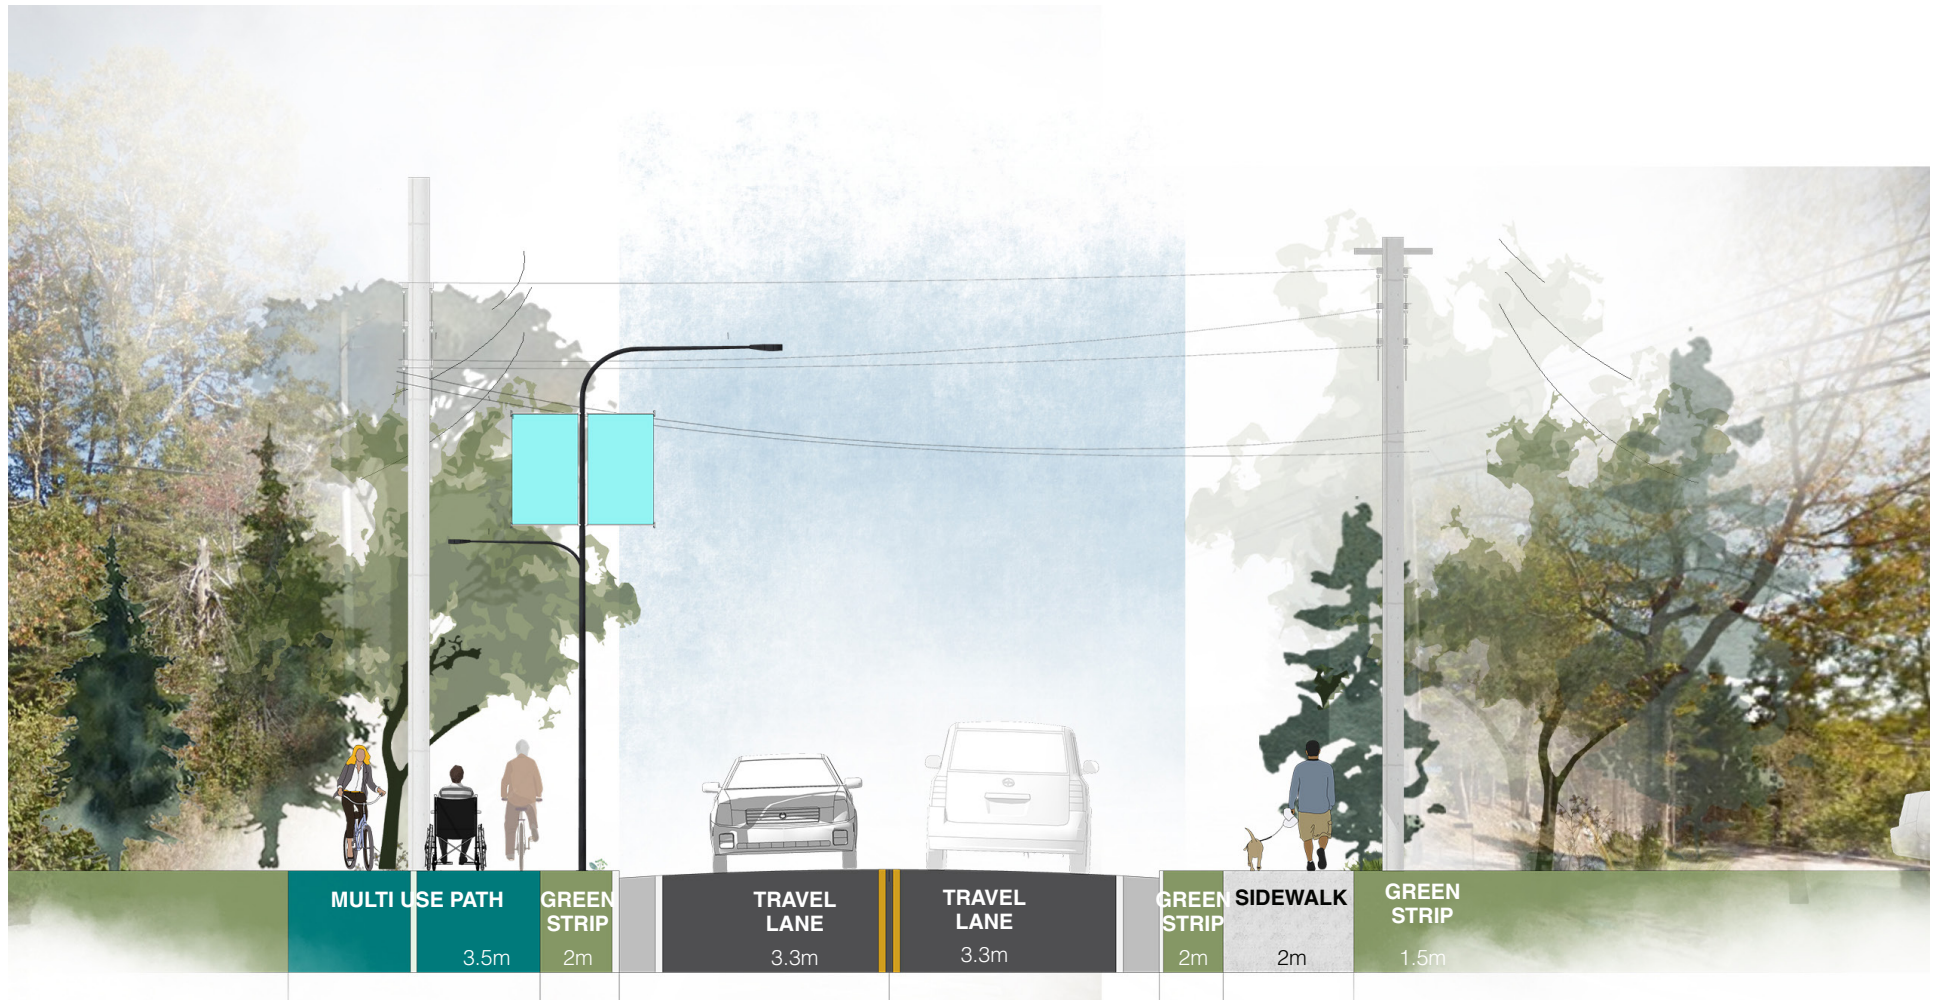 MULTI USE PATH
3.5m
GREEN
STRIP
2m
TRAVEL
LANE
3.3m
TRAVEL
LANE
3.3m
GREEN
STRIP
2m
SIDEWALK
2m
GREEN
STRIP
1.5m